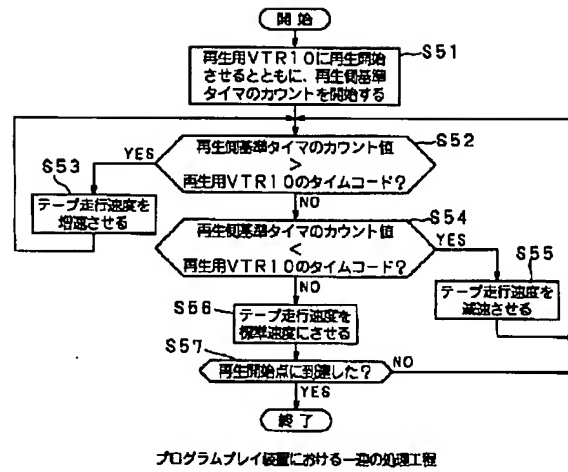 開始
S51
再生用VTR10に再生開始
させるとともに、再生側基準
タイマのカウントを開始する
S52
再生側基準タイマのカウント値
>
再生用VTR10のタイムコード?
YES
NO
S53
テープ走行速度を
増速させる
S54
再生側基準タイマのカウント値
<
再生用VTR10のタイムコード?
YES
NO
S55
テープ走行速度を
減速させる
S56
テープ走行速度を
標準速度にさせる
S57
再生開始点に到達した?
NO
YES
終了
プログラムプレイ装置における一連の処理工程